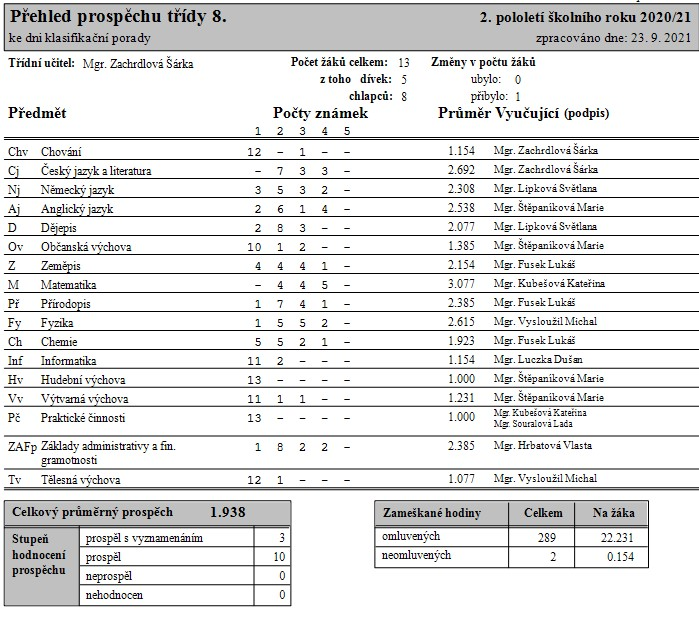 Přehled prospěchu třídy 8. 2. pololetí školního roku 2020/21
ke dni klasifikační porady zpracováno dne: 23. 9. 2021
Třídní učitel: Mgr. Zachrdlová Šárka Počet žáků celkem: 13 Změny v počtu žáků
z toho dívek: 5 ubylo: 0
chlapců: 8 přibylo: 1
Předmět Počty známek Průměr Vyučující (podpis)
1 2 3 4 5
Chv Chování 12 – 1 – – 1.154 Mgr. Zachrdlová Šárka
Cj Český jazyk a literatura – 7 3 3 – 2.692 Mgr. Zachrdlová Šárka
Nj Německý jazyk 3 5 3 2 – 2.308 Mgr. Lipková Světlana
Aj Anglický jazyk 2 6 1 4 – 2.538 Mgr. Štěpaníková Marie
D Dějepis 2 8 3 – – 2.077 Mgr. Lipková Světlana
Ov Občanská výchova 10 1 2 – – 1.385 Mgr. Štěpaníková Marie
Z Zeměpis 4 4 4 1 – 2.154 Mgr. Fusek Lukáš
M Matematika – 4 4 5 – 3.077 Mgr. Kubešová Kateřina
Př Přírodopis 1 7 4 1 – 2.385 Mgr. Fusek Lukáš
Fy Fyzika 1 5 5 2 – 2.615 Mgr. Vysloužil Michal
Ch Chemie 5 5 2 1 – 1.923 Mgr. Fusek Lukáš
Inf Informatika 11 2 – – – 1.154 Mgr. Luczka Dušan
Hv Hudební výchova 13 – – – – 1.000 Mgr. Štěpaníková Marie
Vv Výtvarná výchova 11 1 1 – – 1.231 Mgr. Štěpaníková Marie
Pč Praktické činnosti 13 – – – – 1.000 Mgr. Kubešová Kateřina
Mgr. Souralová Lada
ZAFp Základy administrativy a fin. 1 8 2 2 – 2.385 Mgr. Hrbatová Vlasta
gramotnosti
Tv Tělesná výchova 12 1 – – – 1.077 Mgr. Vysloužil Michal
Celkový průměrný prospěch 1.938 Zameškané hodiny Celkem Na žáka
Stupeň prospěl s vyznamenáním 3 omluvených 289 22.231
hodnocení prospěl 10 neomluvených 2 0.154
prospěchu neprospěl 0
nehodnocen 0